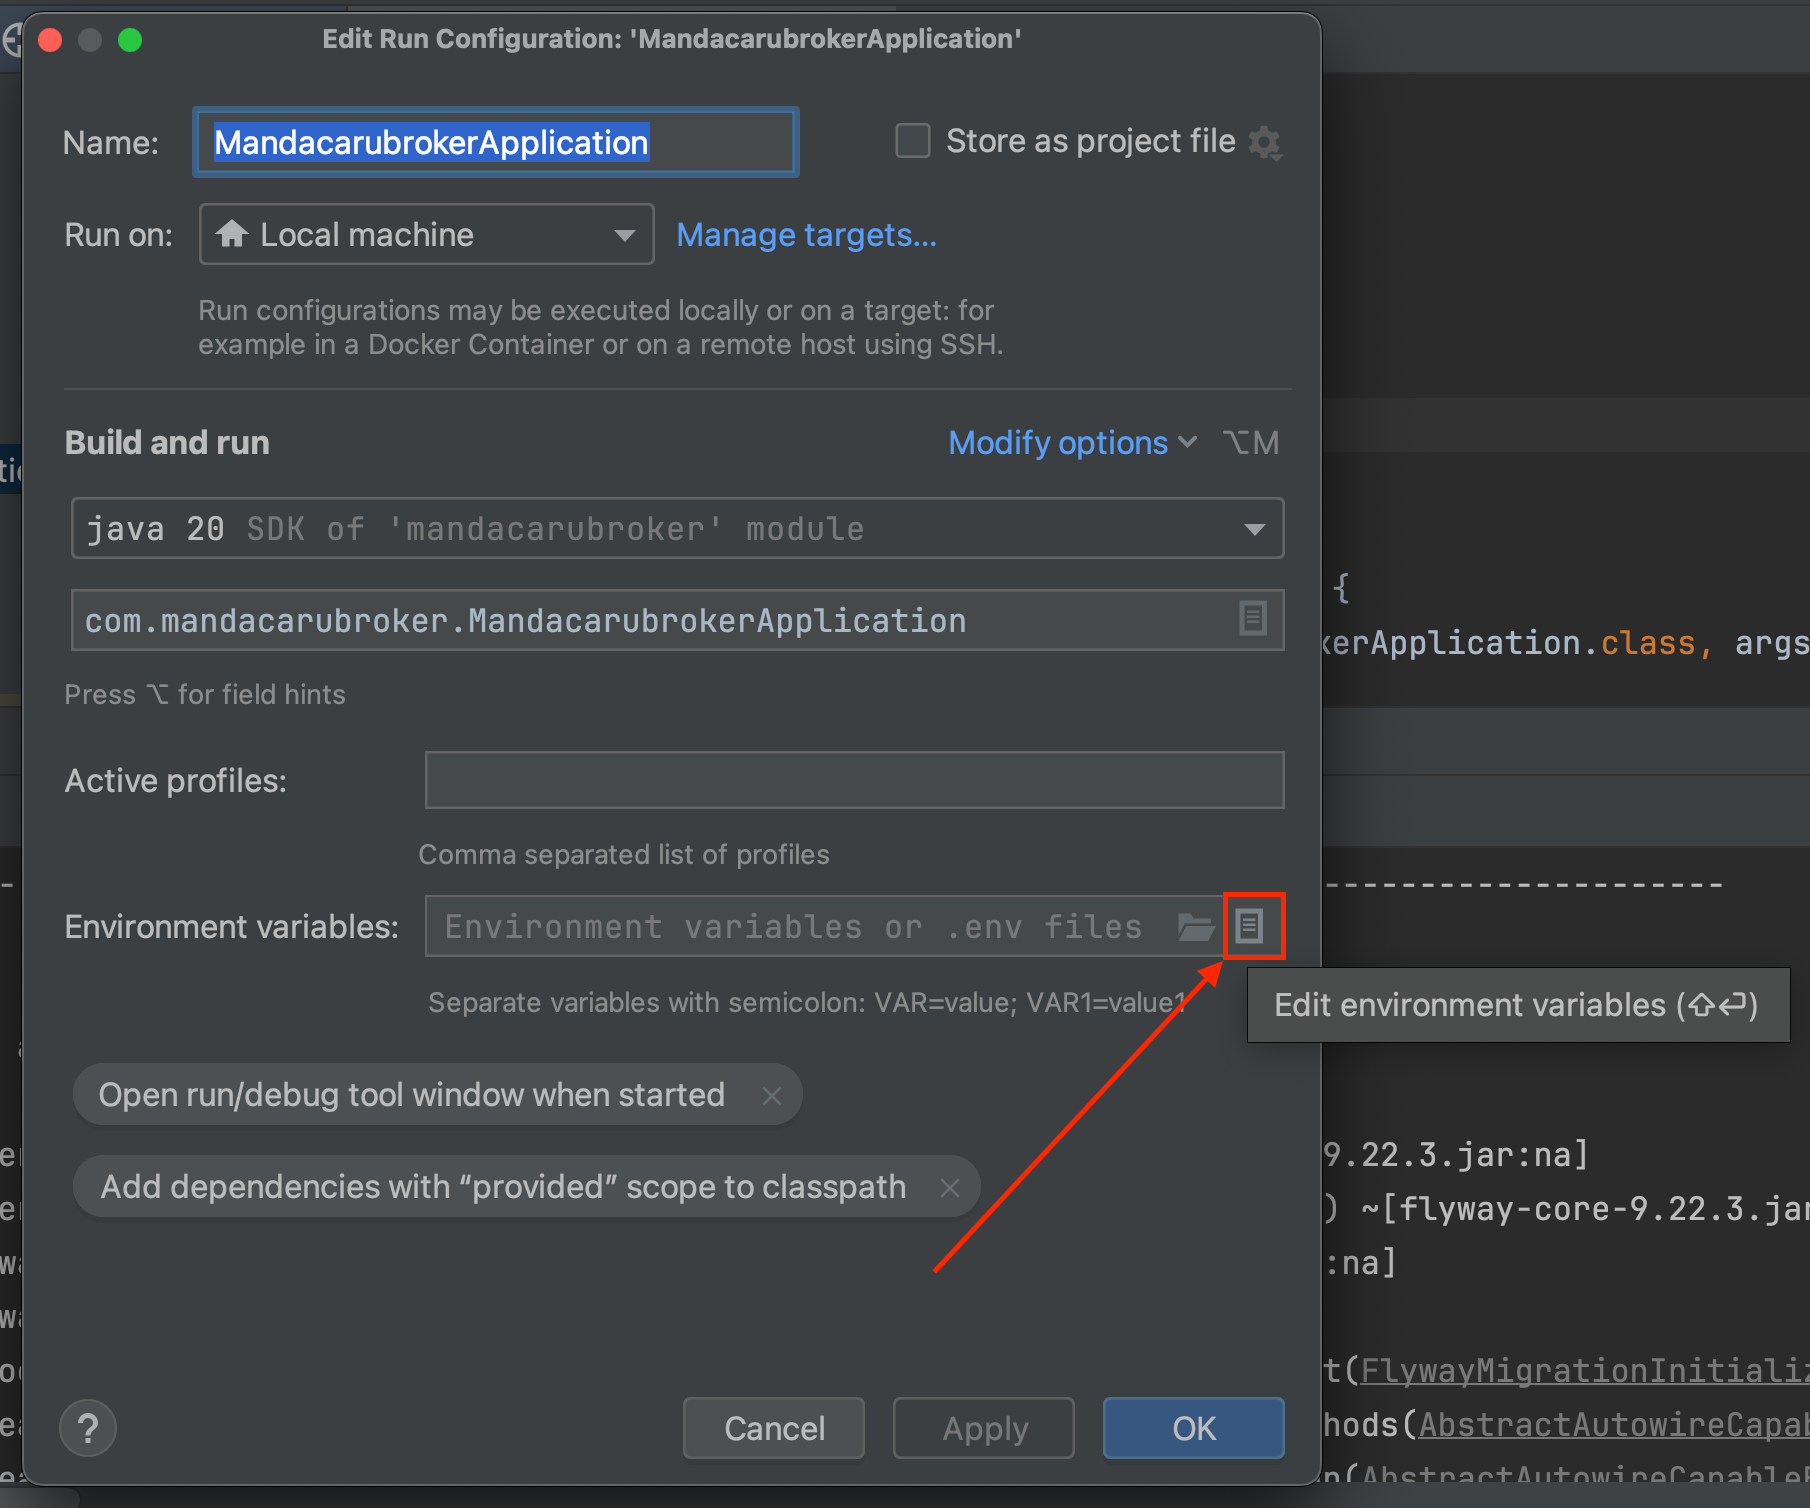 Edit Run Configuration: 'MandacarubrokerApplication'
Name: MandacarubrokerApplication
Store as project file
Run on: Local machine Manage targets...
Run configurations may be executed locally or on a target: for
example in a Docker Container or on a remote host using SSH.
Build and run
Modify options ⌥M
java 20 SDK of 'mandacarubroker' module
com.mandacarubroker.MandacarubrokerApplication
Press ⌥ for field hints
Active profiles:
Comma separated list of profiles
Environment variables: Environment variables or .env files
Separate variables with semicolon: VAR=value; VAR1=value1
Edit environment variables (⇧⏎)
Open run/debug tool window when started ×
Add dependencies with “provided” scope to classpath ×
? Cancel Apply OK
{
kerApplication.class, args
---------------------
9.22.3.jar:na]
) ~[flyway-core-9.22.3.jar
:na]
t(FlywayMigrationInitializ
hods(AbstractAutowireCapab
n(AbstractAutowireCapable